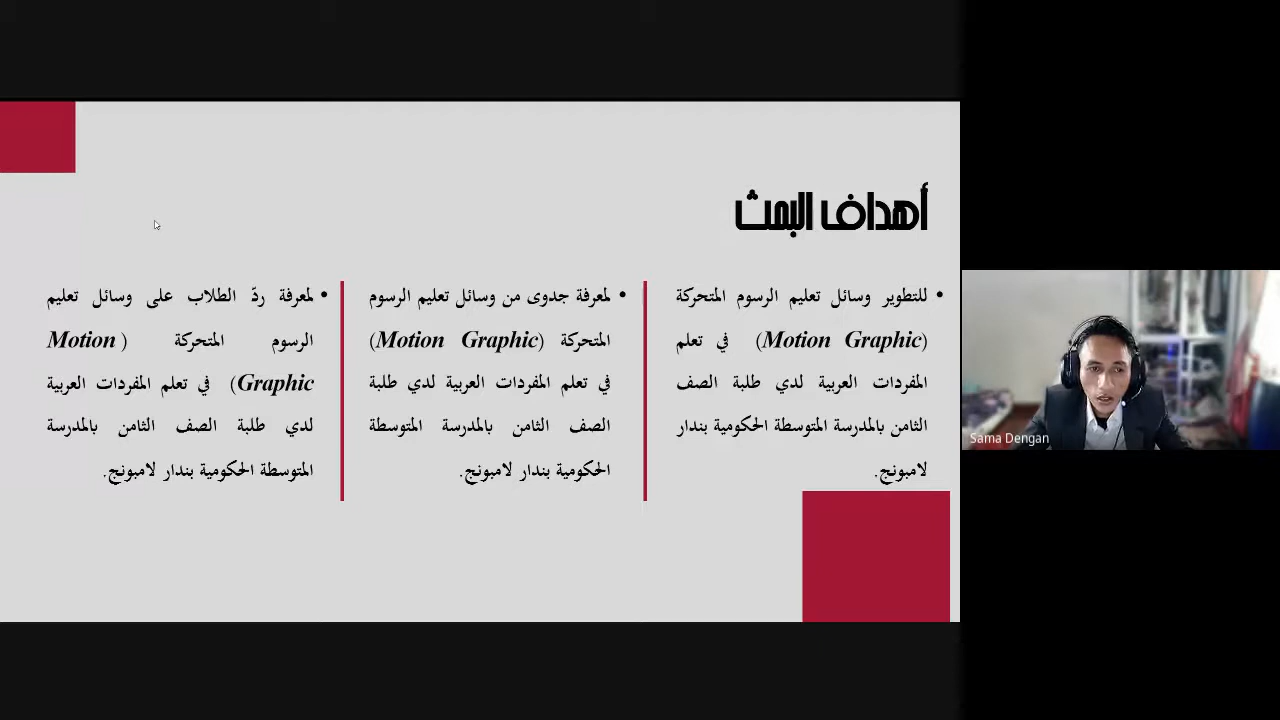 أهداف البحث
• للتطوير وسائل تعليم الرسوم المتحركة
(Motion Graphic) في تعلم
المفردات العربية لدي طلبة الصف
الثامن بالمدرسة المتوسطة الحكومية بندار
لامبونج.
• لمعرفة جدوى من وسائل تعليم الرسوم
المتحركة (Motion Graphic)
في تعلم المفردات العربية لدي طلبة
الصف الثامن بالمدرسة المتوسطة
الحكومية بندار لامبونج.
• لمعرفة ردّ الطلاب على وسائل تعليم
الرسوم المتحركة (Motion
Graphic) في تعلم المفردات العربية
لدي طلبة الصف الثامن بالمدرسة
المتوسطة الحكومية بندار لامبونج.
Sama Dengan